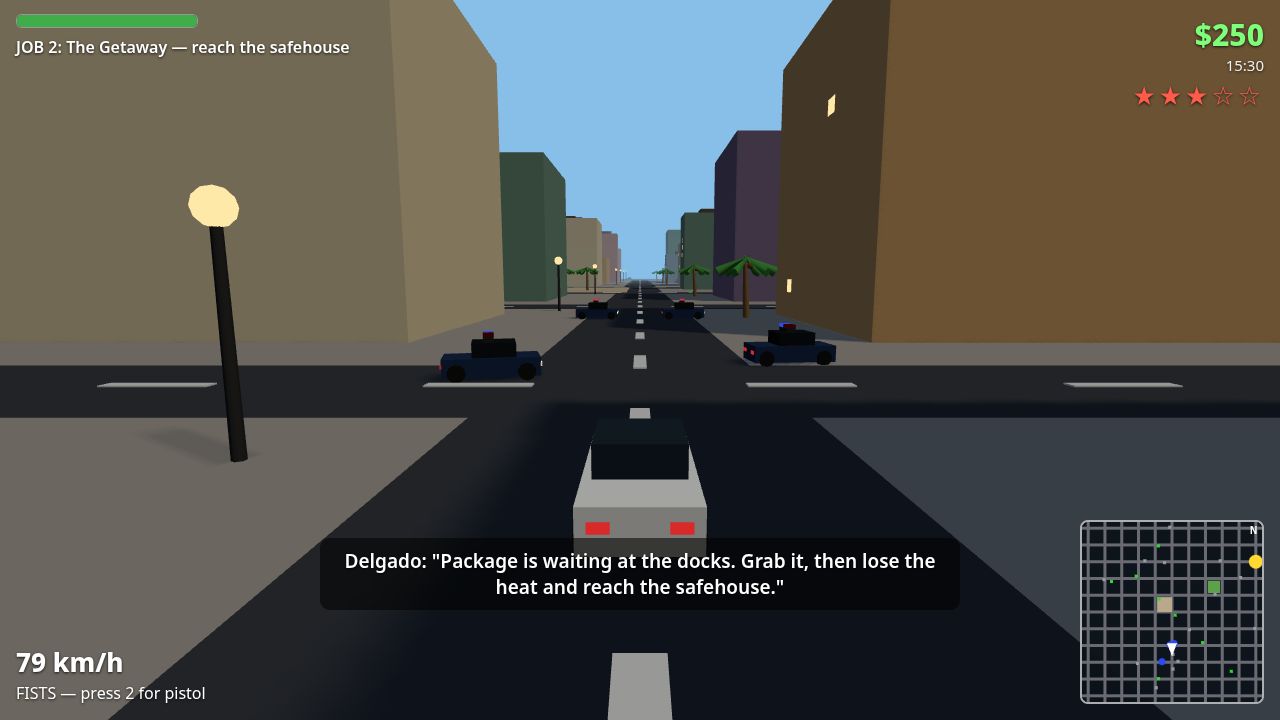 JOB 2: The Getaway — reach the safehouse
$250
15:30
★★★☆☆
Delgado: "Package is waiting at the docks. Grab it, then lose the
heat and reach the safehouse."
79 km/h
FISTS — press 2 for pistol
N